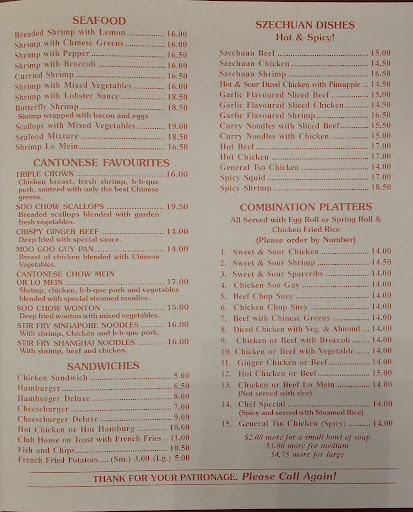 SEAFOOD
Breaded Shrimp with Lemon 16.00
Shrimp with Chinese Greens 16.00
Shrimp with Pepper 16.50
Shrimp with Broccoli 16.00
Curried Shrimp 16.50
Shrimp with Mixed Vegetables 16.00
Shrimp with Lobster Sauce 18.50
Butterfly Shrimp 18.50
Shrimp wrapped with bacon and eggs
Scallops with Mixed Vegetables 19.00
Seafood Mixture 18.50
Shrimp Lo Mein 16.50
CANTONESE FAVOURITES
TRIPLE CROWN 16.00
Chicken breast, fresh shrimp, b-b-que
pork, sauteed with only the best Chinese
greens.
SOO CHOW SCALLOPS 19.50
Breaded scallops blended with garden
fresh vegetables.
CRISPY GINGER BEEF 14.00
Deep fried with special sauce.
MOO GOO GUY PAN 14.00
Breast of chicken blended with Chinese
Vegetables.
CANTONESE CHOW MEIN
OR LO MEIN 17.00
Shrimp, chicken, b-b-que pork and vegetables
blended with special steamed noodles.
SOO CHOW WONTON 15.00
Deep fried wonton with mixed vegetables.
STIR FRY SINGAPORE NOODLES 16.00
With shrimp, Chicken and b-b-que pork.
STIR FRY SHANGHAI NOODLES 16.00
With shrimp, beef and chicken.
SANDWICHES
Chicken Sandwich 5.00
Hamburger 6.50
Hamburger Deluxe 8.00
Cheeseburger 7.00
Cheeseburger Deluxe 9.00
Hot Chicken or Hot Hamburg 10.00
Club House on Toast with French Fries 11.00
Fish and Chips 10.50
French Fried Potatoes .... (Sm.) 3.00 (Lg.) 5.00
SZECHUAN DISHES
Hot & Spicy!
Szechuan Beef 15.00
Szechuan Chicken 14.50
Szechuan Shrimp 16.50
Hot & Sour Diced Chicken with Pineapple 14.50
Garlic Flavoured Sliced Beef 15.00
Garlic Flavoured Sliced Chicken 14.50
Garlic Flavoured Shrimp 16.50
Curry Noodles with Sliced Beef 15.50
Curry Noodles with Chicken 15.00
Hot Beef 17.00
Hot Chicken 17.00
General Tso Chicken 14.00
Spicy Squid 17.00
Spicy Shrimp 18.50
COMBINATION PLATTERS
All Served with Egg Roll or Spring Roll &
Chicken Fried Rice
(Please order by Number)
1. Sweet & Sour Chicken 14.00
2. Sweet & Sour Shrimp 14.50
3. Sweet & Sour Spareribs 14.00
4. Chicken Soo Guy 14.00
5. Beef Chop Suey 14.00
6. Chicken Chop Suey 14.00
7. Beef with Chinese Greens 14.00
8. Diced Chicken with Veg. & Almond 14.00
9. Chicken or Beef with Broccoli 14.00
10. Chicken or Beef with Vegetable 14.00
11. Ginger Chicken or Beef 14.00
12. Hot Chicken or Beef 15.00
13. Chicken or Beef Lo Mein 14.00
(Not served with rice)
14. Chef Special 14.00
(Spicy and served with Steamed Rice)
15. General Tso Chicken (Spicy) 14.00
$2.00 more for a small bowl of soup
$3.00 more for medium
$4.75 more for large
THANK FOR YOUR PATRONAGE. Please Call Again!